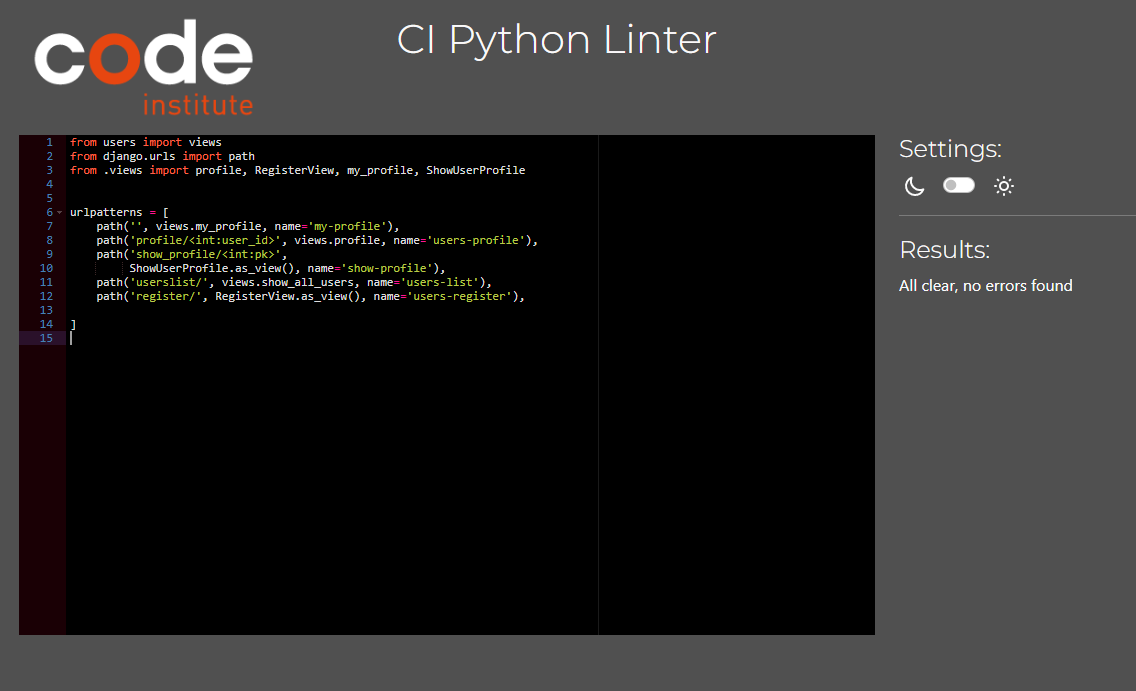 code
institute
CI Python Linter
1 from users import views
2 from django.urls import path
3 from .views import profile, RegisterView, my_profile, ShowUserProfile
4
5
6 urlpatterns = [
7     path('', views.my_profile, name='my-profile'),
8     path('profile/<int:user_id>', views.profile, name='users-profile'),
9     path('show_profile/<int:pk>',
10          ShowUserProfile.as_view(), name='show-profile'),
11     path('userslist/', views.show_all_users, name='users-list'),
12     path('register/', RegisterView.as_view(), name='users-register'),
13
14 ]
15
Settings:
Results:
All clear, no errors found